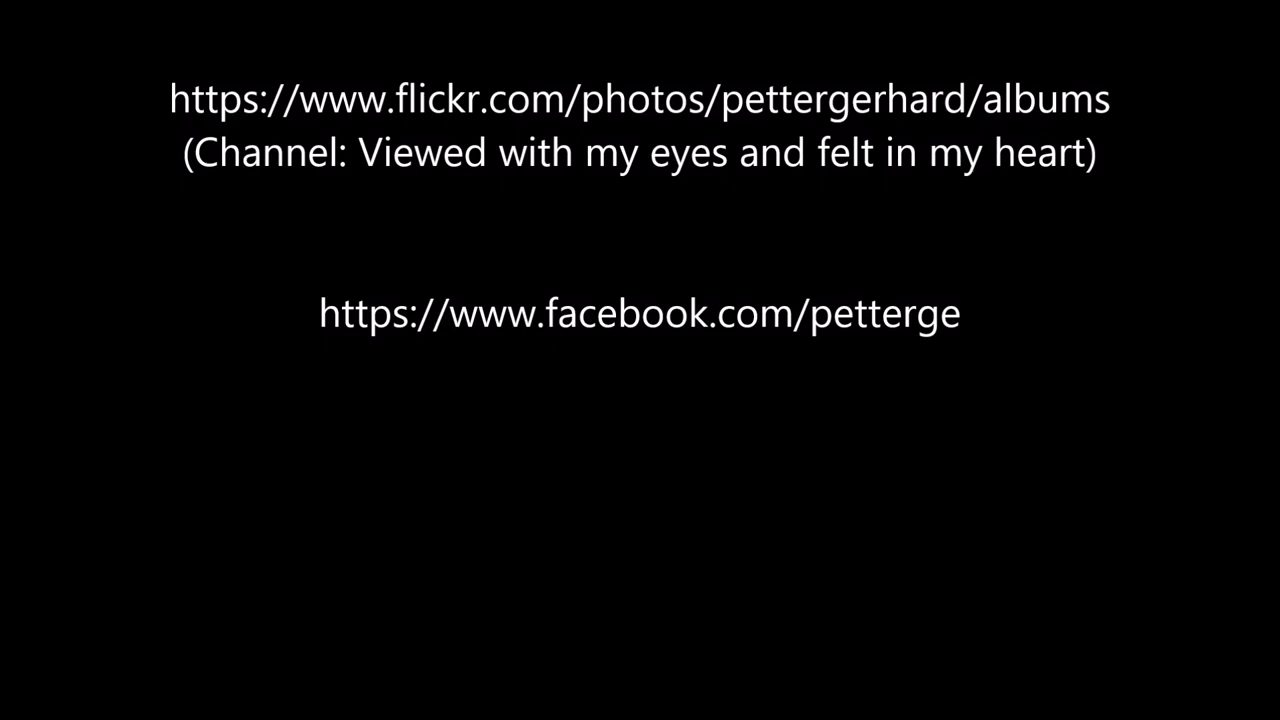 https://www.flickr.com/photos/pettergerhard/albums
(Channel: Viewed with my eyes and felt in my heart)
https://www.facebook.com/petterge